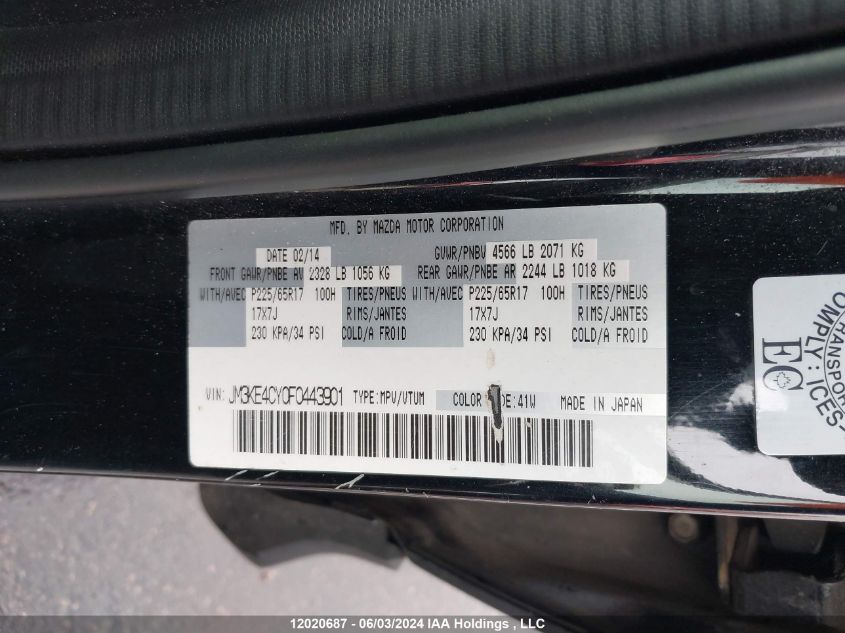 MFD. BY MAZDA MOTOR CORPORATION
DATE 02/14 GVWR/PNBV 4566 LB 2071 KG
FRONT GAWR/PNBE AV 2328 LB 1056 KG REAR GAWR/PNBE AR 2244 LB 1018 KG
WITH/AVEC P225/65R17 100H TIRES/PNEUS WITH/AVEC P225/65R17 100H TIRES/PNEUS
17X7J RIMS/JANTES 17X7J RIMS/JANTES
230 KPA/34 PSI COLD/A FROID 230 KPA/34 PSI COLD/A FROID
VIN: JM3KE4CY0F0443901 TYPE:MPV/VTUM COLOR DE:41W MADE IN JAPAN
TRANSPOR
OMPLY: ICES-
EC
12020687 - 06/03/2024 IAA Holdings , LLC